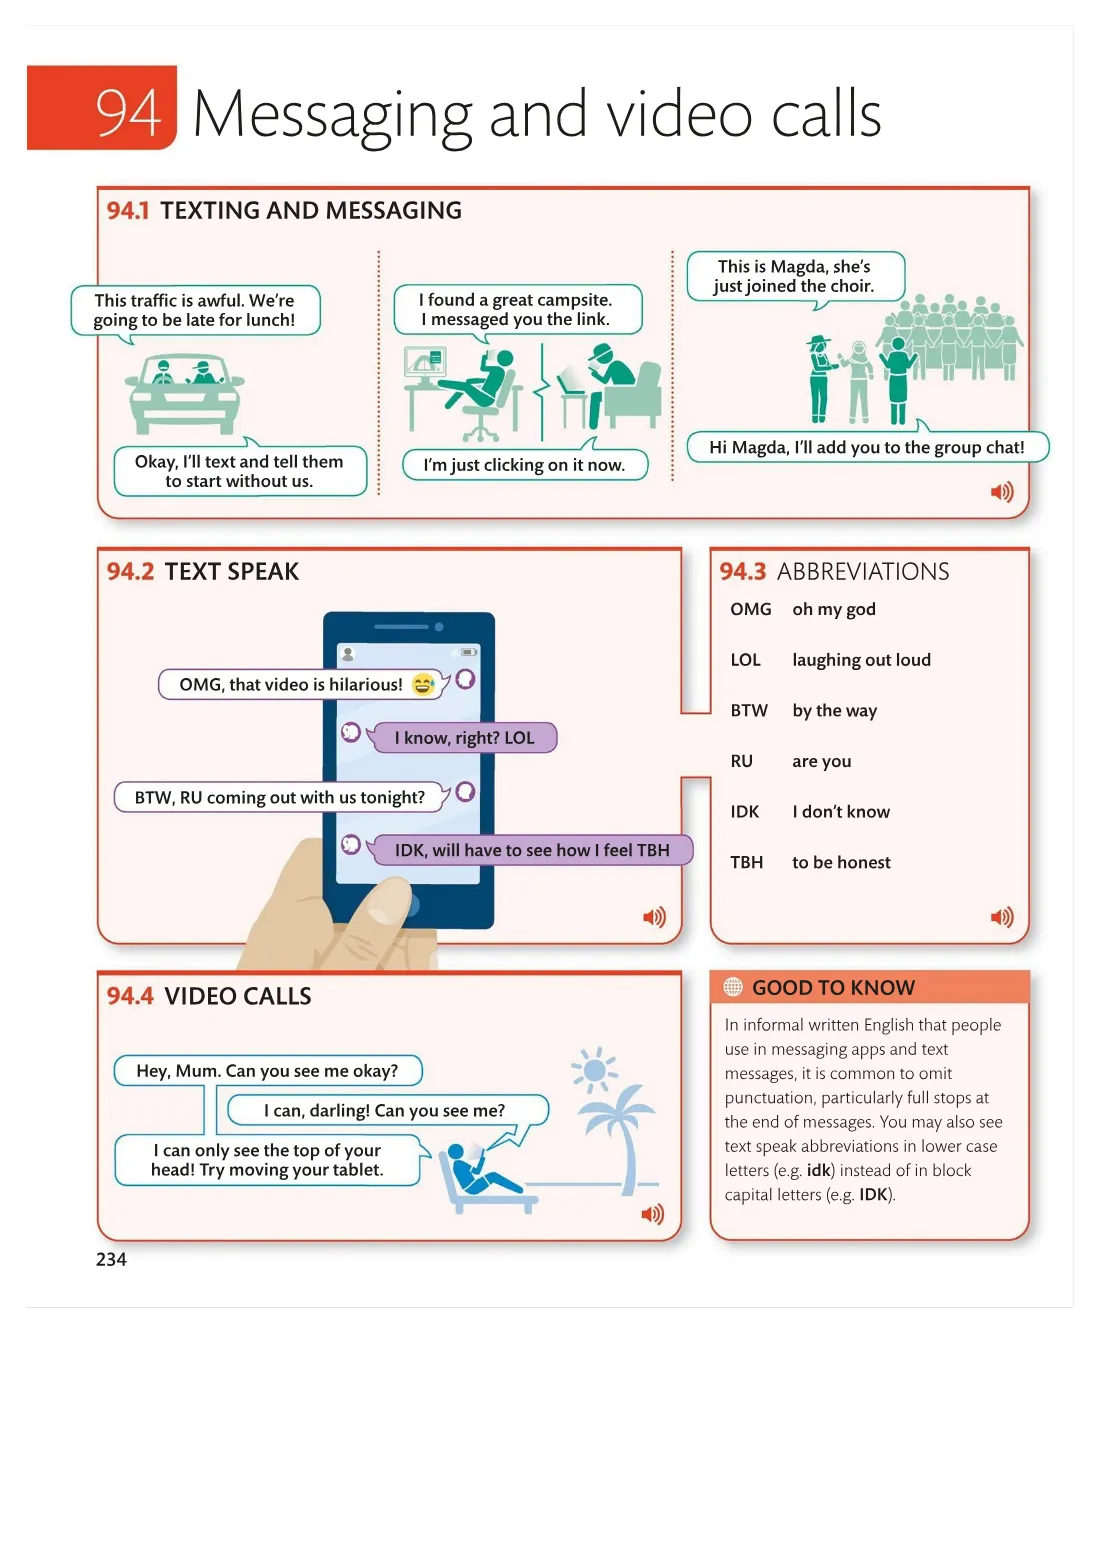 94 Messaging and video calls
94.1 TEXTING AND MESSAGING
This traffic is awful. We're
going to be late for lunch!
Okay, I'll text and tell them
to start without us.
I found a great campsite.
I messaged you the link.
I'm just clicking on it now.
This is Magda, she's
just joined the choir.
Hi Magda, I'll add you to the group chat!
94.2 TEXT SPEAK
OMG, that video is hilarious! 😅
I know, right? LOL
BTW, RU coming out with us tonight?
IDK, will have to see how I feel TBH
94.3 ABBREVIATIONS
OMG oh my god
LOL laughing out loud
BTW by the way
RU are you
IDK I don't know
TBH to be honest
94.4 VIDEO CALLS
Hey, Mum. Can you see me okay?
I can, darling! Can you see me?
I can only see the top of your
head! Try moving your tablet.
GOOD TO KNOW
In informal written English that people
use in messaging apps and text
messages, it is common to omit
punctuation, particularly full stops at
the end of messages. You may also see
text speak abbreviations in lower case
letters (e.g. idk) instead of in block
capital letters (e.g. IDK).
234